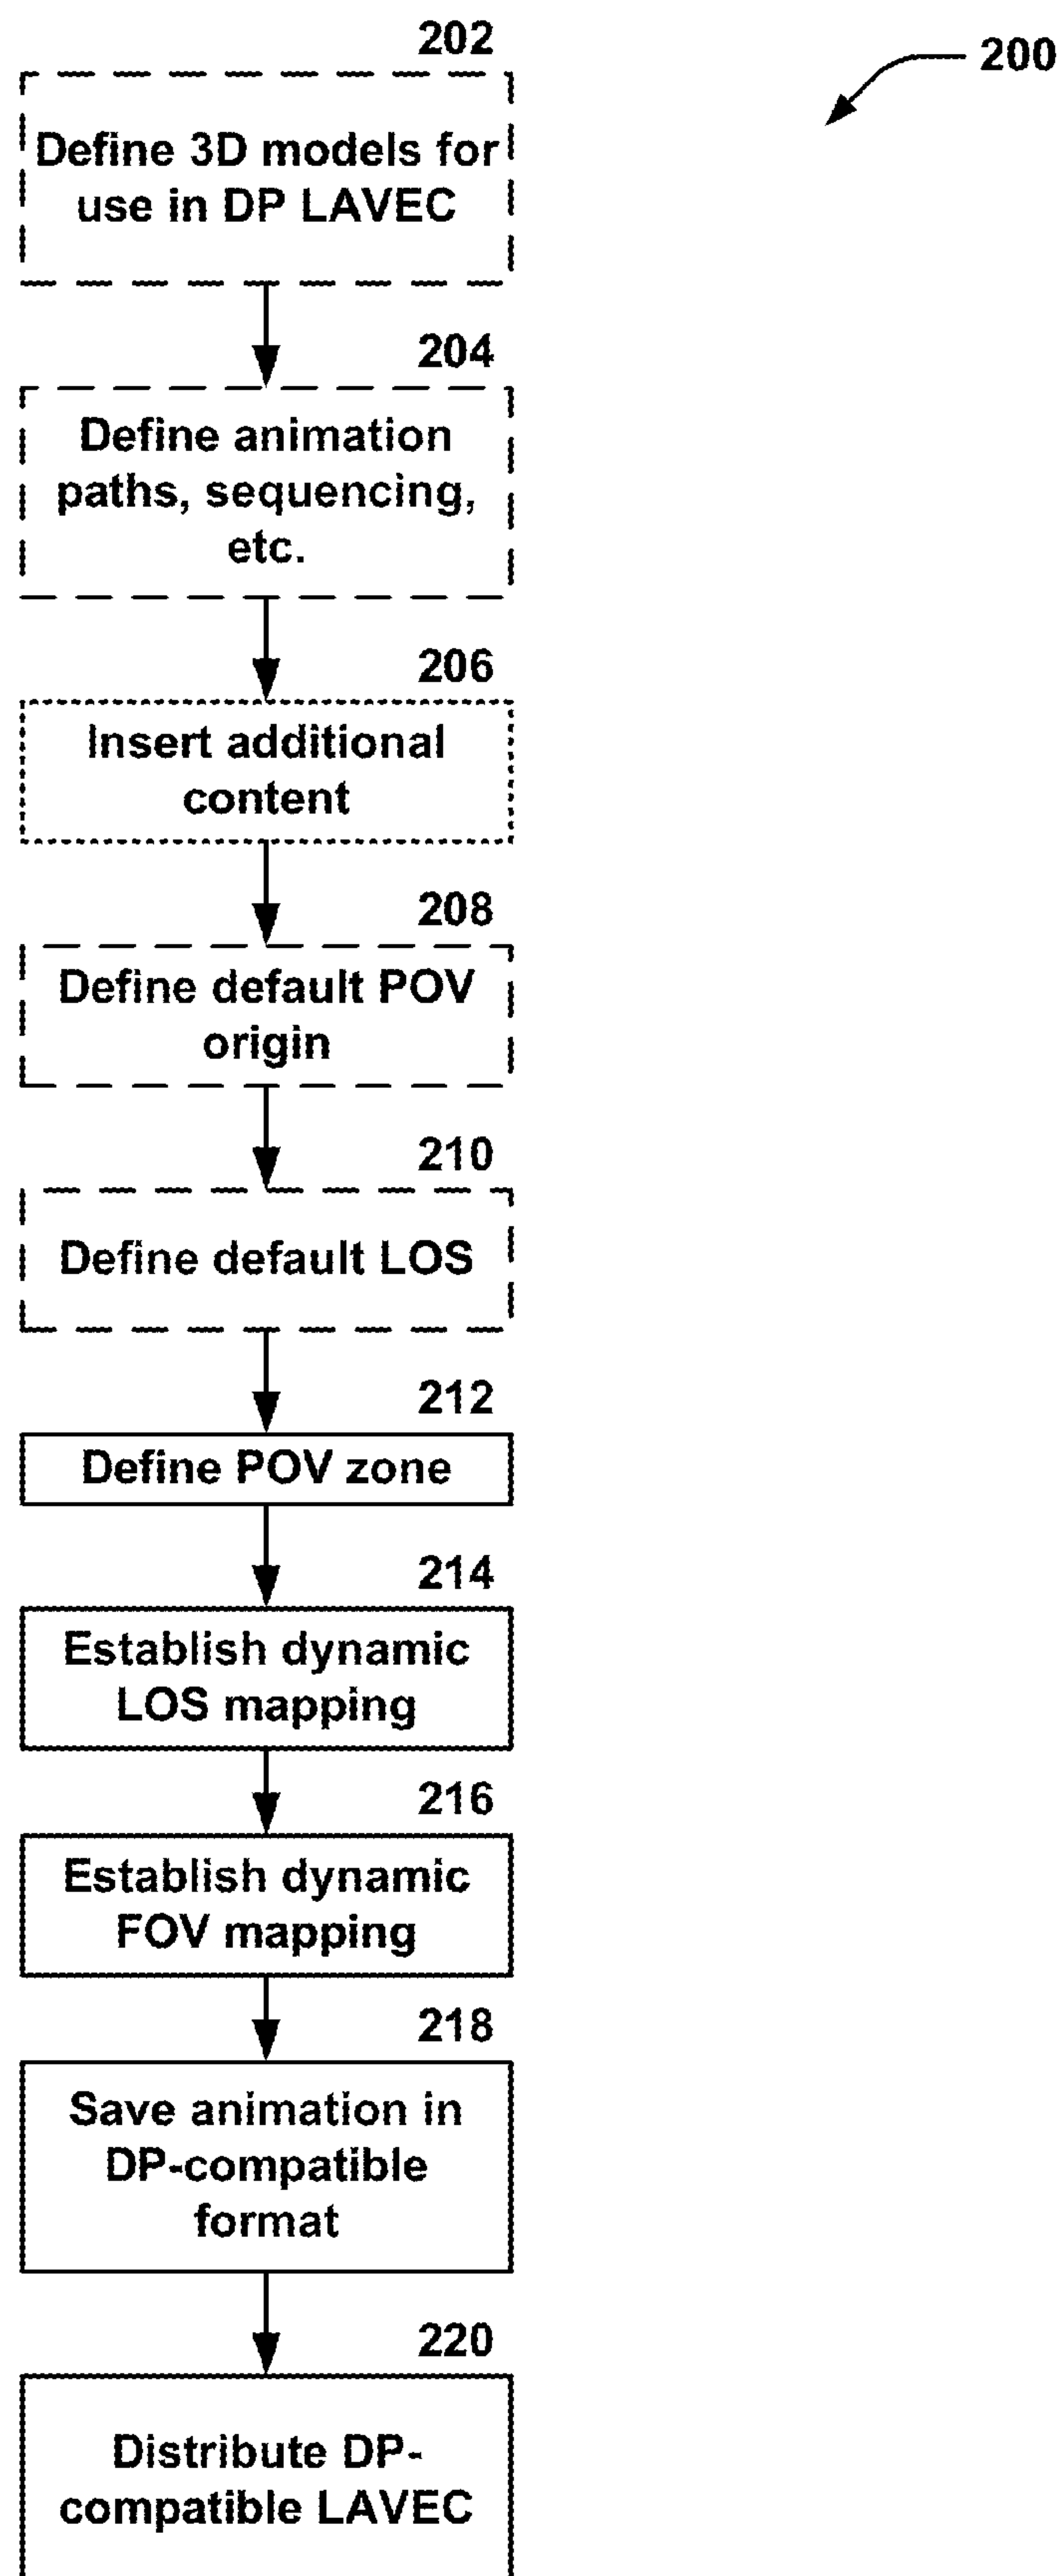 202
200
Define 3D models for
use in DP LAVEC
204
Define animation
paths, sequencing,
etc.
206
Insert additional
content
208
Define default POV
origin
210
Define default LOS
212
Define POV zone
214
Establish dynamic
LOS mapping
216
Establish dynamic
FOV mapping
218
Save animation in
DP-compatible
format
220
Distribute DP-
compatible LAVEC